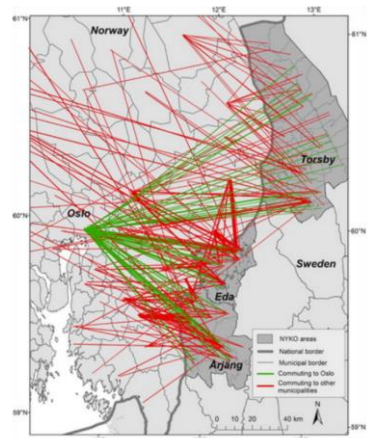 11°E 12°E 13°E
61°N
61°N
Norway
Torsby
60°N
Oslo
60°N
Sweden
Eda
NYKO areas
National border
Municipal border
Commuting to Oslo
Commuting to other
municipalities
Årjäng
0 10 20 40 km
N
59°N
59°N